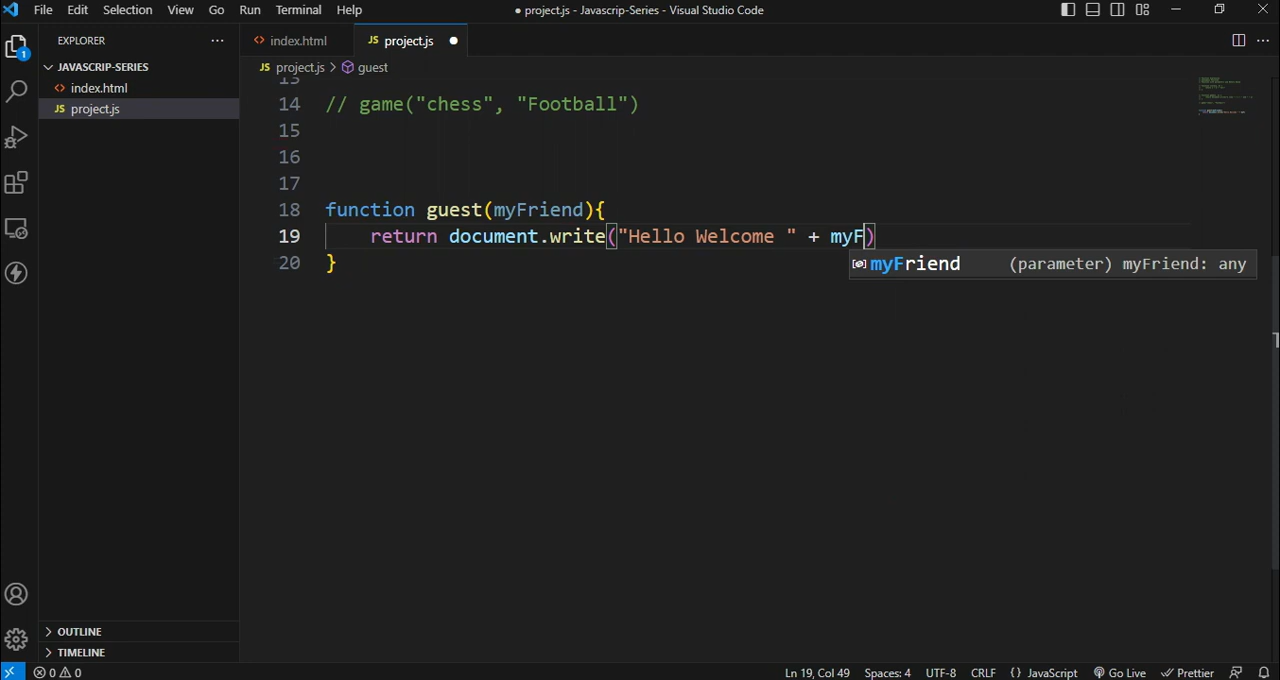 File Edit Selection View Go Run Terminal Help
● project.js - Javascrip-Series - Visual Studio Code
EXPLORER ...
JAVASCRIP-SERIES
<> index.html
JS project.js
OUTLINE
TIMELINE
1
<> index.html
JS project.js ●
JS project.js > guest
13
14 // game("chess", "Football")
15
16
17
18 function guest(myFriend){
19 return document.write("Hello Welcome " + myF)
20 }
myFriend (parameter) myFriend: any
0 0
Ln 19, Col 49 Spaces: 4 UTF-8 CRLF {} JavaScript Go Live Prettier